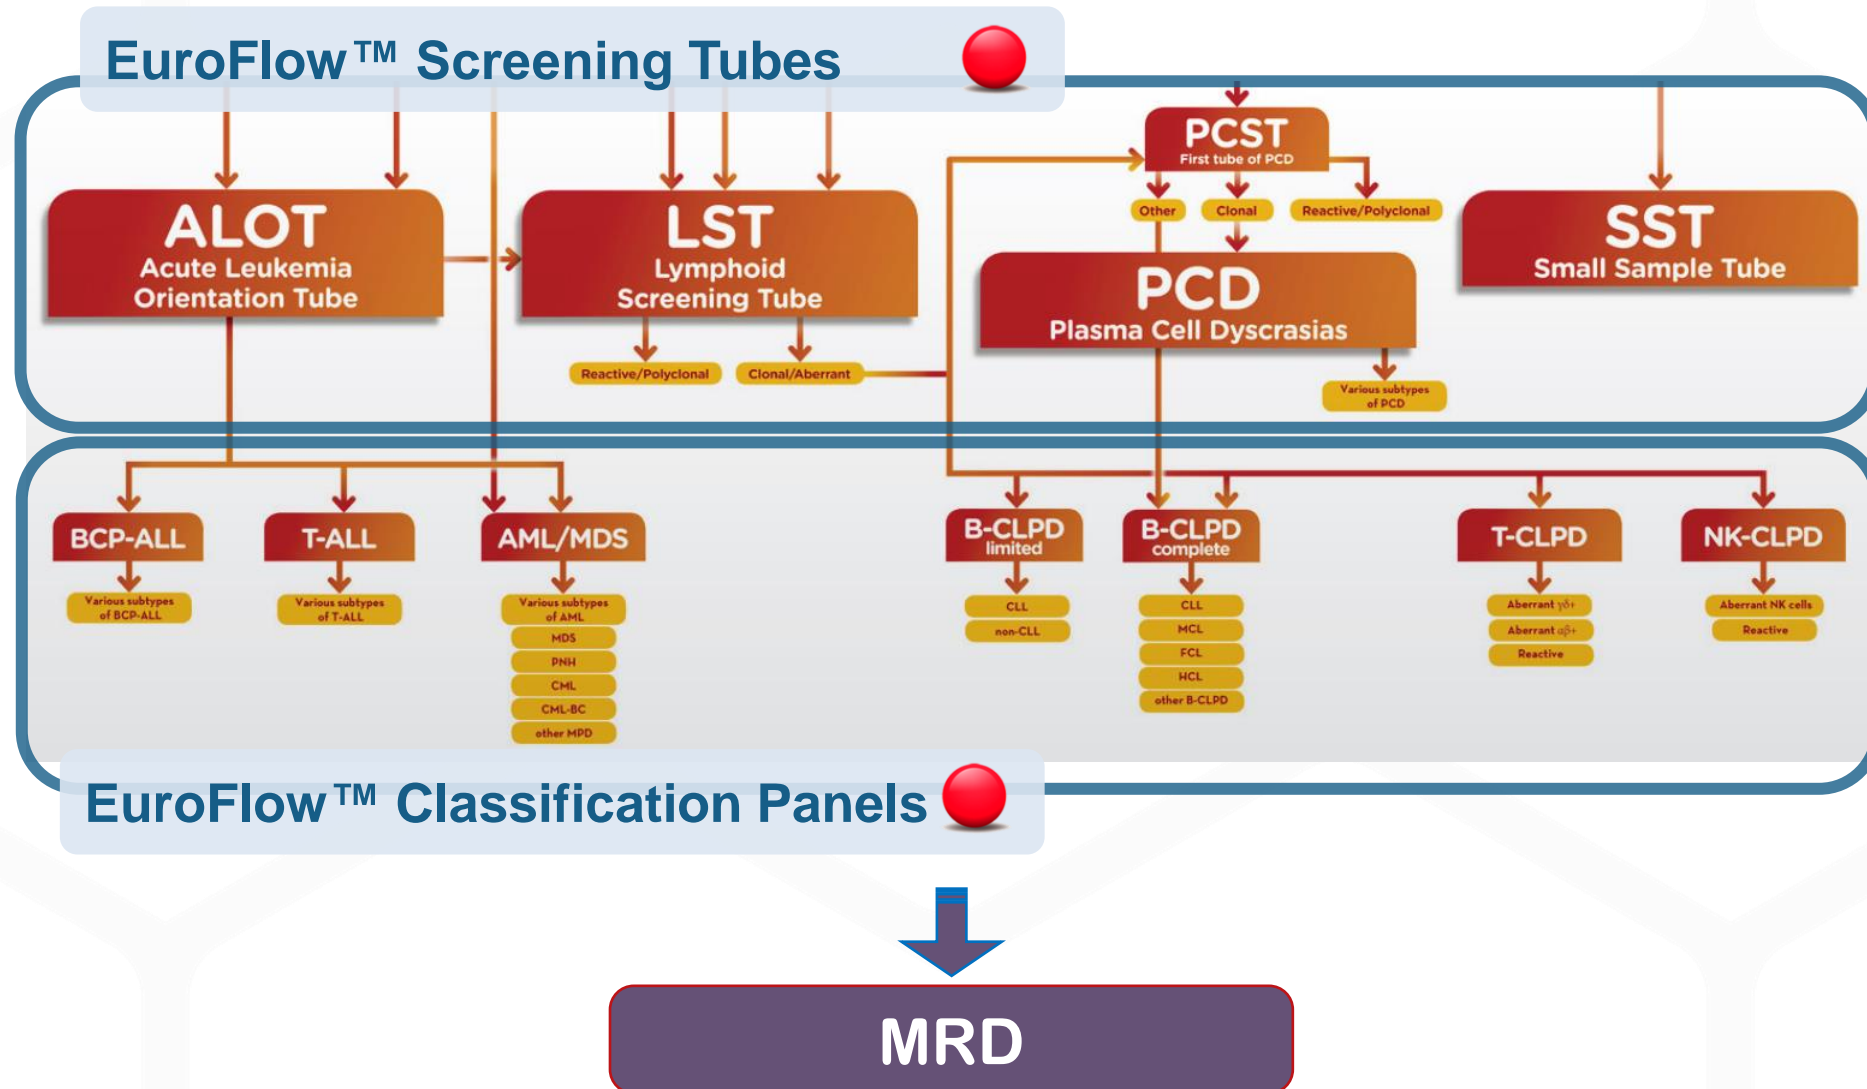 EuroFlow™ Screening Tubes
PCST
First tube of PCD
Other
Clonal
Reactive/Polyclonal
ALOT
Acute Leukemia
Orientation Tube
LST
Lymphoid
Screening Tube
PCD
Plasma Cell Dyscrasias
SST
Small Sample Tube
Reactive/Polyclonal
Clonal/Aberrant
Various subtypes
of PCD
BCP-ALL
Various subtypes
of BCP-ALL
T-ALL
Various subtypes
of T-ALL
AML/MDS
Various subtypes
of AML
MDS
PNH
CML
CML-BC
other MPD
B-CLPD
limited
CLL
non-CLL
B-CLPD
complete
CLL
MCL
FCL
HCL
other B-CLPD
T-CLPD
Aberrant γδ+
Aberrant αβ+
Reactive
NK-CLPD
Aberrant NK cells
Reactive
EuroFlow™ Classification Panels
MRD